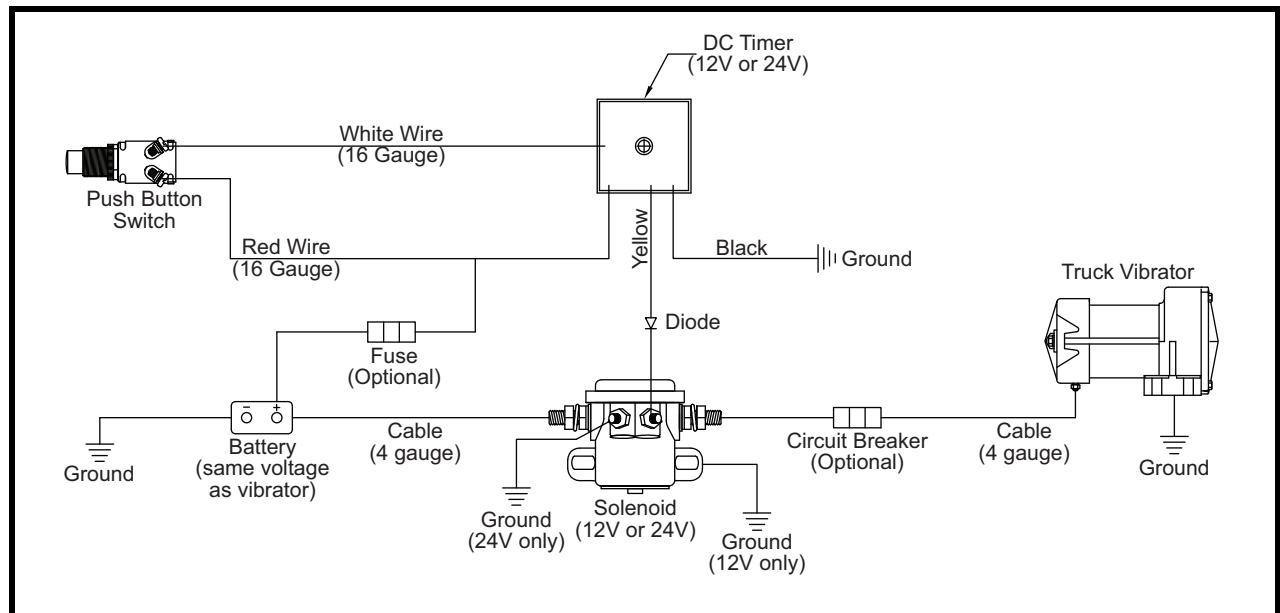 DC Timer
(12V or 24V)
White Wire
(16 Gauge)
Push Button
Switch
Red Wire
(16 Gauge)
Yellow
Black
Ground
Truck Vibrator
Diode
Fuse
(Optional)
- +
Ground
Battery
(same voltage
as vibrator)
Cable
(4 gauge)
Circuit Breaker
(Optional)
Cable
(4 gauge)
Ground
Ground
(24V only)
Solenoid
(12V or 24V)
Ground
(12V only)